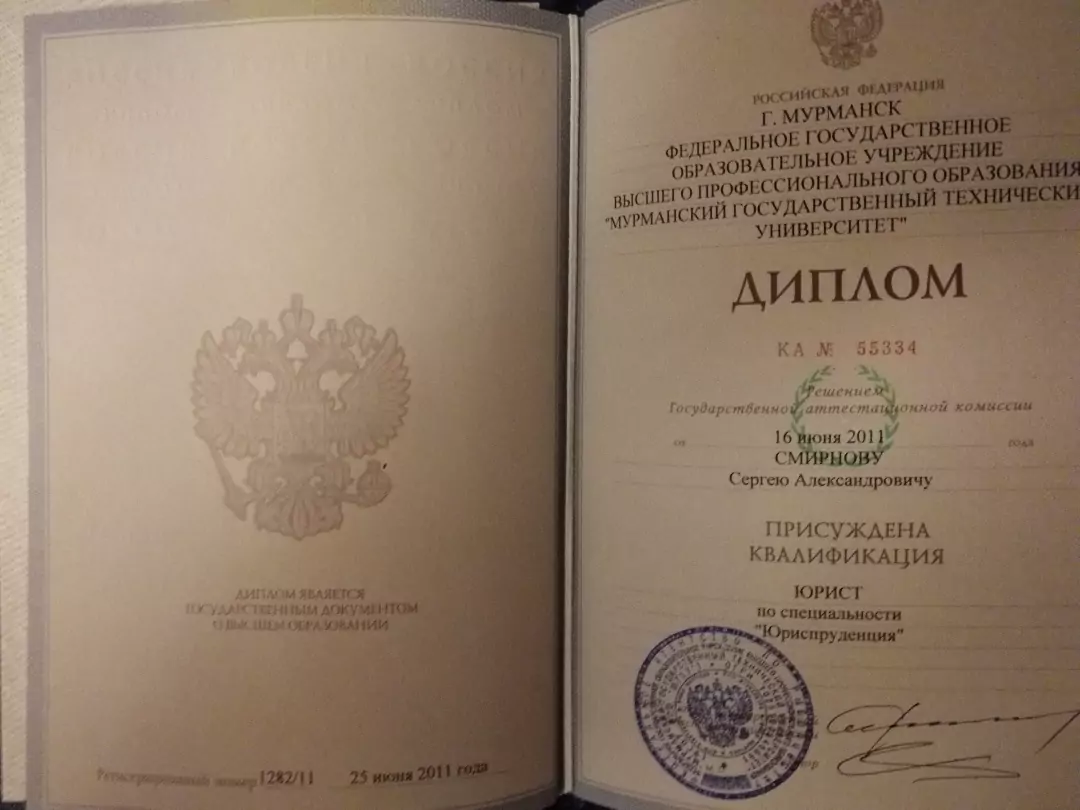 ДИПЛОМ ЯВЛЯЕТСЯ
ГОСУДАРСТВЕННЫМ ДОКУМЕНТОМ
О ВЫСШЕМ ОБРАЗОВАНИИ
Регистрационный номер 1282/11 25 июня 2011 года
РОССИЙСКАЯ ФЕДЕРАЦИЯ
Г. МУРМАНСК
ФЕДЕРАЛЬНОЕ ГОСУДАРСТВЕННОЕ
ОБРАЗОВАТЕЛЬНОЕ УЧРЕЖДЕНИЕ
ВЫСШЕГО ПРОФЕССИОНАЛЬНОГО ОБРАЗОВАНИЯ
"МУРМАНСКИЙ ГОСУДАРСТВЕННЫЙ ТЕХНИЧЕСКИ
УНИВЕРСИТЕТ"
ДИПЛОМ
КА № 55334
Решением
Государственной аттестационной комиссии
от 16 июня 2011 года
СМИРНОВУ
Сергею Александровичу
ПРИСУЖДЕНА
КВАЛИФИКАЦИЯ
ЮРИСТ
по специальности
"Юриспруденция"